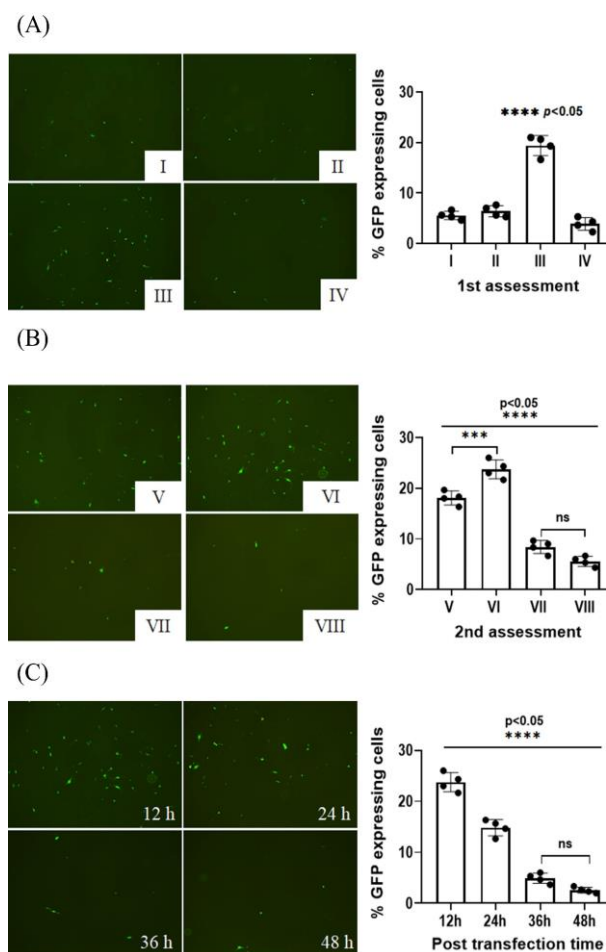 (A)
I
II
III
IV
% GFP expressing cells
30
20
10
0
**** p<0.05
I II III IV
1st assessment
(B)
V
VI
VII
VIII
% GFP expressing cells
p<0.05
****
30
***
20
ns
10
0
V VI VII VIII
2nd assessment
(C)
12 h
24 h
36 h
48 h
% GFP expressing cells
p<0.05
****
30
20
ns
10
0
12h 24h 36h 48h
Post transfection time